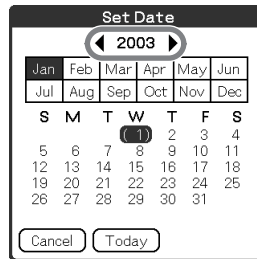 Set Date
2003
Jan Feb Mar Apr May Jun
Jul Aug Sep Oct Nov Dec
S M T W T F S
( 1) 2 3 4
5 6 7 8 9 10 11
12 13 14 15 16 17 18
19 20 21 22 23 24 25
26 27 28 29 30 31
Cancel Today